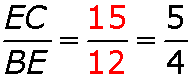 EC/BE = 15/12 = 5/4